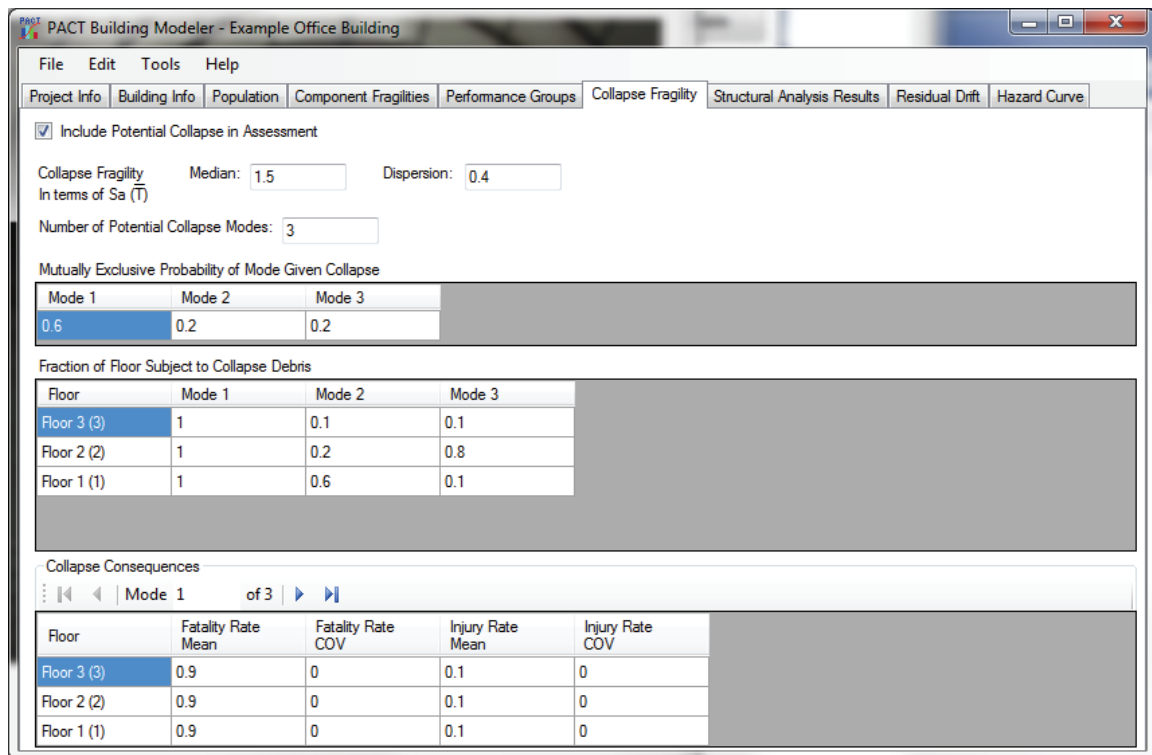 PACT PACT Building Modeler - Example Office Building
File Edit Tools Help
Project Info Building Info Population Component Fragilities Performance Groups Collapse Fragility Structural Analysis Results Residual Drift Hazard Curve
Include Potential Collapse in Assessment
Collapse Fragility Median: 1.5 Dispersion: 0.4
In terms of Sa (T̅)
Number of Potential Collapse Modes: 3
Mutually Exclusive Probability of Mode Given Collapse
Mode 1 Mode 2 Mode 3
0.6 0.2 0.2
Fraction of Floor Subject to Collapse Debris
Floor Mode 1 Mode 2 Mode 3
Floor 3 (3) 1 0.1 0.1
Floor 2 (2) 1 0.2 0.8
Floor 1 (1) 1 0.6 0.1
Collapse Consequences
Mode 1 of 3
Floor Fatality Rate Mean Fatality Rate COV Injury Rate Mean Injury Rate COV
Floor 3 (3) 0.9 0 0.1 0
Floor 2 (2) 0.9 0 0.1 0
Floor 1 (1) 0.9 0 0.1 0